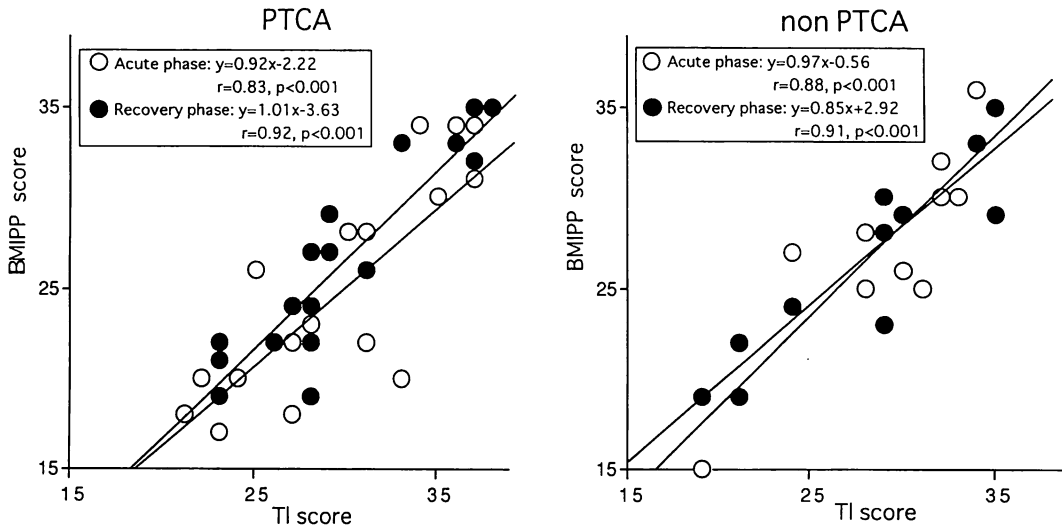 PTCA
Acute phase: y=0.92x-2.22
r=0.83, p<0.001
Recovery phase: y=1.01x-3.63
r=0.92, p<0.001
BMIPP score
35
25
15
15
25
35
Tl score
non PTCA
Acute phase: y=0.97x-0.56
r=0.88, p<0.001
Recovery phase: y=0.85x+2.92
r=0.91, p<0.001
BMIPP score
35
25
15
15
25
35
Tl score